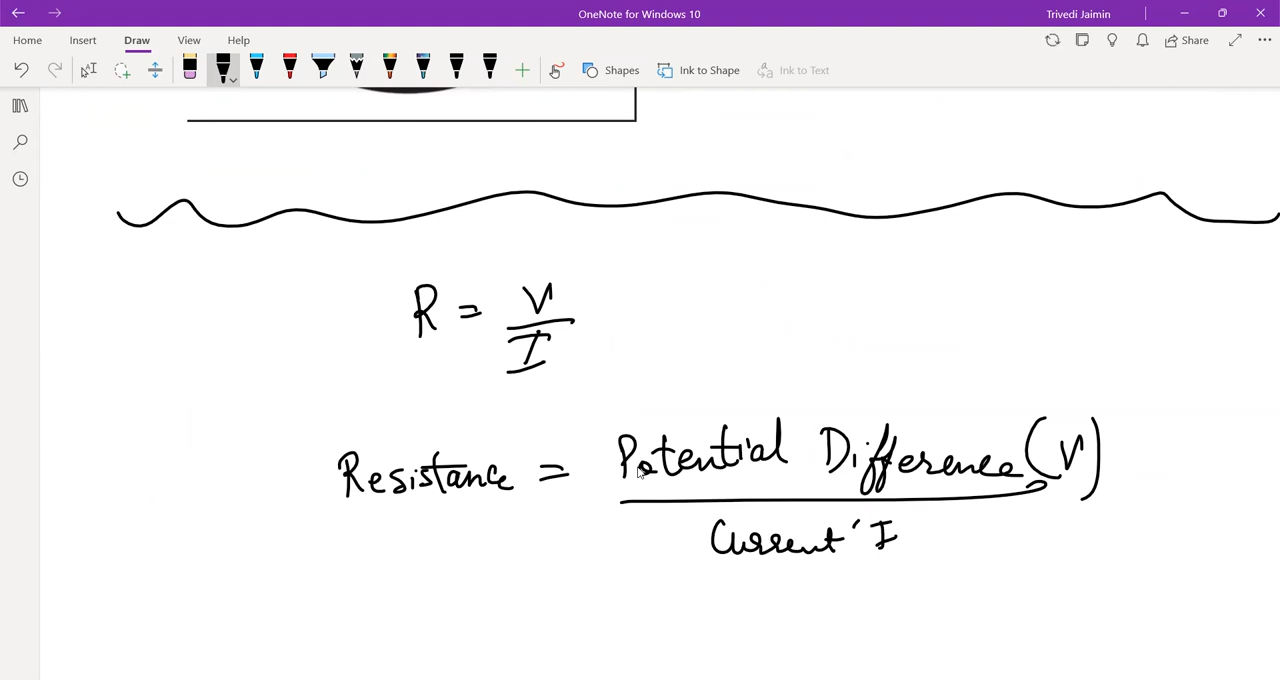 OneNote for Windows 10
Trivedi Jaimin
Home Insert Draw View Help
Share
Shapes Ink to Shape Ink to Text
R = V
I
Resistance = Potential Difference (V)
Current 'I